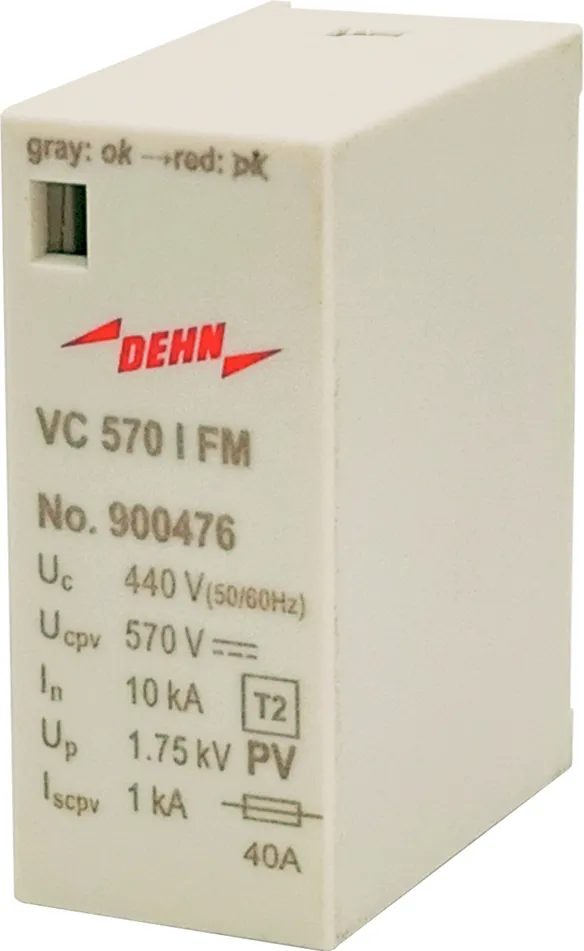 gray: ok →red: ok
DEHN
VC 570 I FM
No. 900476
Uc 440 V(50/60Hz)
Ucpv 570 V
In 10 kA T2
Up 1.75 kV PV
Iscpv 1 kA
40A